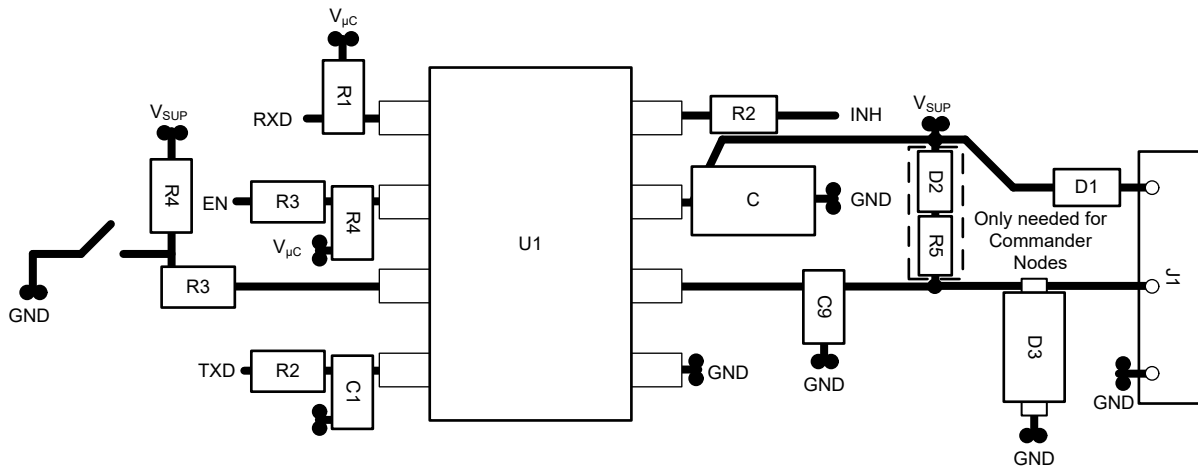 VµC
R1
RXD
VSUP
R4
EN
R3
R4
VµC
R3
GND
TXD
R2
C1
U1
R2
INH
VSUP
C
GND
D2
R5
D1
Only needed for
Commander
Nodes
J1
C9
GND
GND
D3
GND
GND